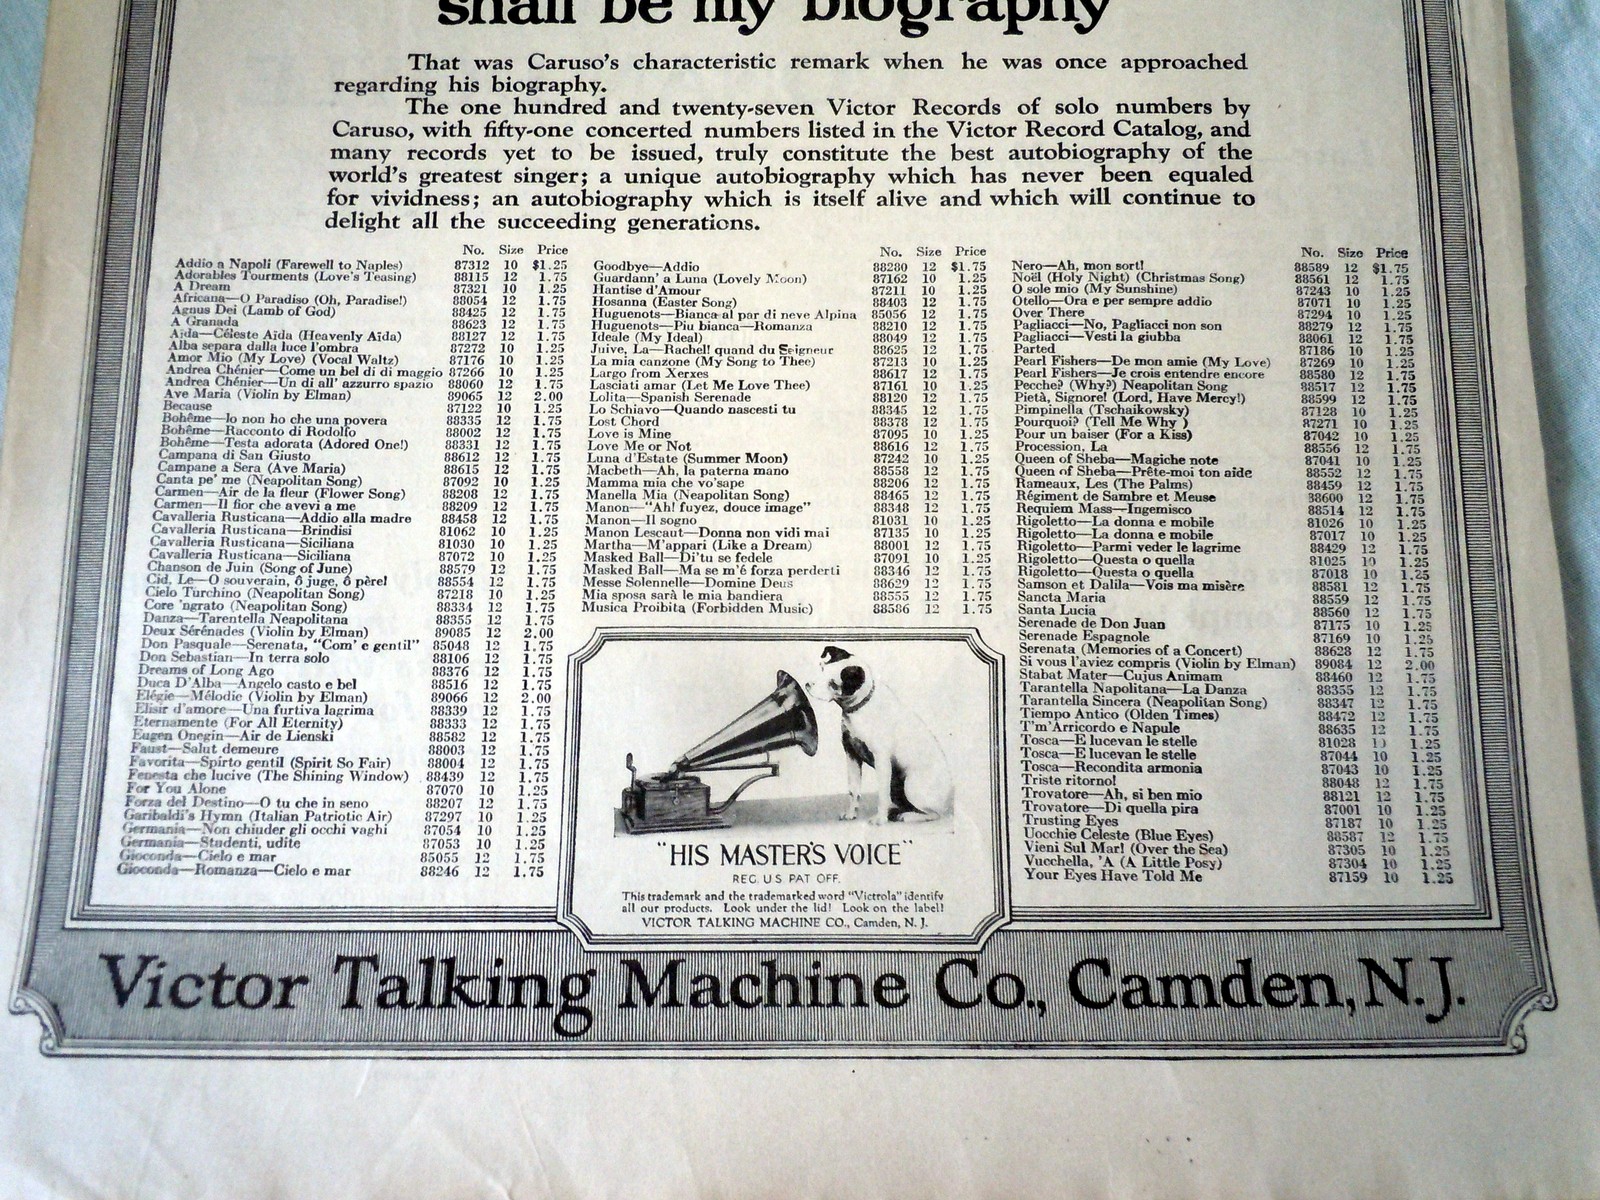 shall be my biography
That was Caruso's characteristic remark when he was once approached
regarding his biography.
The one hundred and twenty-seven Victor Records of solo numbers by
Caruso, with fifty-one concerted numbers listed in the Victor Record Catalog, and
many records yet to be issued, truly constitute the best autobiography of the
world's greatest singer; a unique autobiography which has never been equaled
for vividness; an autobiography which is itself alive and which will continue to
delight all the succeeding generations.
No. Size Price
Addio a Napoli (Farewell to Naples) 87312 10 $1.25
Adorables Tourments (Love's Teasing) 88115 12 1.75
A Dream 87321 10 1.25
Africana—O Paradiso (Oh, Paradise!) 88054 12 1.75
Agnus Dei (Lamb of God) 88425 12 1.75
A Granada 88623 12 1.75
Aïda—Céleste Aïda (Heavenly Aïda) 88127 12 1.75
Alba separa dalla luce l'ombra 87272 10 1.25
Amor Mio (My Love) (Vocal Waltz) 87176 10 1.25
Andrea Chénier—Come un bel di di maggio 87266 10 1.25
Andrea Chénier—Un di all' azzurro spazio 88060 12 1.75
Ave Maria (Violin by Elman) 89065 12 2.00
Because 87122 10 1.25
Bohême—Io non ho che una povera 88335 12 1.75
Bohême—Racconto di Rodolfo 88002 12 1.75
Bohême—Testa adorata (Adored One!) 88331 12 1.75
Campana di San Giusto 88612 12 1.75
Campane a Sera (Ave Maria) 88615 12 1.75
Canta pe' me (Neapolitan Song) 87092 10 1.25
Carmen—Air de la fleur (Flower Song) 88208 12 1.75
Carmen—Il fior che avevi a me 88209 12 1.75
Cavalleria Rusticana—Addio alla madre 88458 12 1.75
Cavalleria Rusticana—Brindisi 81062 10 1.25
Cavalleria Rusticana—Siciliana 81030 10 1.25
Cavalleria Rusticana—Siciliana 87072 10 1.25
Chanson de Juin (Song of June) 88579 12 1.75
Cid, Le—O souverain, ô juge, ô père! 88554 12 1.75
Cielo Turchino (Neapolitan Song) 87218 10 1.25
Core 'ngrato (Neapolitan Song) 88334 12 1.75
Danza—Tarentella Neapolitana 88355 12 1.75
Deux Sérénades (Violin by Elman) 89085 12 2.00
Don Pasquale—Serenata, "Com' e gentil" 85048 12 1.75
Don Sebastian—In terra solo 88106 12 1.75
Dreams of Long Ago 88376 12 1.75
Duca D'Alba—Angelo casto e bel 88516 12 1.75
Elégie—Mélodie (Violin by Elman) 89066 12 2.00
Elisir d'amore—Una furtiva lagrima 88339 12 1.75
Eternamente (For All Eternity) 88333 12 1.75
Eugen Onegin—Air de Lienski 88582 12 1.75
Faust—Salut demeure 88003 12 1.75
Favorita—Spirto gentil (Spirit So Fair) 88004 12 1.75
Fenesta che lucive (The Shining Window) 88439 12 1.75
For You Alone 87070 10 1.25
Forza del Destino—O tu che in seno 88207 12 1.75
Garibaldi's Hymn (Italian Patriotic Air) 87297 10 1.25
Germania—Non chiuder gli occhi vaghi 87054 10 1.25
Germania—Studenti, udite 87053 10 1.25
Gioconda—Cielo e mar 85055 12 1.75
Gioconda—Romanza—Cielo e mar 88246 12 1.75
No. Size Price
Goodbye—Addio 88280 12 $1.75
Guardann' a Luna (Lovely Moon) 87162 10 1.25
Hantise d'Amour 87211 10 1.25
Hosanna (Easter Song) 88403 12 1.75
Huguenots—Bianca al par di neve Alpina 85056 12 1.75
Huguenots—Piu bianca—Romanza 88210 12 1.75
Ideale (My Ideal) 88049 12 1.75
Juive, La—Rachel! quand du Seigneur 88625 12 1.75
La mia canzone (My Song to Thee) 87213 10 1.25
Largo from Xerxes 88617 12 1.75
Lasciati amar (Let Me Love Thee) 87161 10 1.25
Lolita—Spanish Serenade 88120 12 1.75
Lo Schiavo—Quando nascesti tu 88345 12 1.75
Lost Chord 88378 12 1.75
Love is Mine 87095 10 1.25
Love Me or Not 88616 12 1.75
Luna d'Estate (Summer Moon) 87242 10 1.25
Macbeth—Ah, la paterna mano 88558 12 1.75
Mamma mia che vo'sape 88206 12 1.75
Manella Mia (Neapolitan Song) 88465 12 1.75
Manon—"Ah! fuyez, douce image" 88348 12 1.75
Manon—Il sogno 81031 10 1.25
Manon Lescaut—Donna non vidi mai 87135 10 1.25
Martha—M'appari (Like a Dream) 88001 12 1.75
Masked Ball—Di'tu se fedele 87091 10 1.25
Masked Ball—Ma se m'é forza perderti 88346 12 1.75
Messe Solennelle—Domine Deus 88629 12 1.75
Mia sposa sarà le mia bandiera 88555 12 1.75
Musica Proibita (Forbidden Music) 88586 12 1.75
No. Size Price
Nero—Ah, mon sort! 88589 12 $1.75
Noël (Holy Night) (Christmas Song) 88561 12 1.75
O sole mio (My Sunshine) 87243 10 1.25
Otello—Ora e per sempre addio 87071 10 1.25
Over There 87294 10 1.25
Pagliacci—No, Pagliacci non son 88279 12 1.75
Pagliacci—Vesti la giubba 88061 12 1.75
Parted 87186 10 1.25
Pearl Fishers—De mon amie (My Love) 87269 10 1.25
Pearl Fishers—Je crois entendre encore 88580 12 1.75
Pecche? (Why?) Neapolitan Song 88517 12 1.75
Pietà, Signore! (Lord, Have Mercy!) 88599 12 1.75
Pimpinella (Tschaikowsky) 87128 10 1.25
Pourquoi? (Tell Me Why ) 87271 10 1.25
Pour un baiser (For a Kiss) 87042 10 1.25
Procession, La 88556 12 1.75
Queen of Sheba—Magiche note 87041 10 1.25
Queen of Sheba—Prête-moi ton aide 88552 12 1.75
Rameaux, Les (The Palms) 88459 12 1.75
Régiment de Sambre et Meuse 88600 12 1.75
Requiem Mass—Ingemisco 88514 12 1.75
Rigoletto—La donna e mobile 81026 10 1.25
Rigoletto—La donna e mobile 87017 10 1.25
Rigoletto—Parmi veder le lagrime 88429 12 1.75
Rigoletto—Questa o quella 81025 10 1.25
Rigoletto—Questa o quella 87018 10 1.25
Samson et Dalila—Vois ma misère 88581 12 1.75
Sancta Maria 88559 12 1.75
Santa Lucia 88560 12 1.75
Serenade de Don Juan 87175 10 1.25
Serenade Espagnole 87169 10 1.25
Serenata (Memories of a Concert) 88628 12 1.75
Si vous l'aviez compris (Violin by Elman) 89084 12 2.00
Stabat Mater—Cujus Animam 88460 12 1.75
Tarantella Napolitana—La Danza 88355 12 1.75
Tarantella Sincera (Neapolitan Song) 88347 12 1.75
Tiempo Antico (Olden Times) 88472 12 1.75
T'm'Arricordo e Napule 88635 12 1.75
Tosca—E lucevan le stelle 81028 10 1.25
Tosca—E lucevan le stelle 87044 10 1.25
Tosca—Recondita armonia 87043 10 1.25
Triste ritorno! 88048 12 1.75
Trovatore—Ah, si ben mio 88121 12 1.75
Trovatore—Di quella pira 87001 10 1.25
Trusting Eyes 87187 10 1.25
Uocchie Celeste (Blue Eyes) 88587 12 1.75
Vieni Sul Mar! (Over the Sea) 87305 10 1.25
Vucchella, 'A (A Little Posy) 87304 10 1.25
Your Eyes Have Told Me 87159 10 1.25
"HIS MASTER'S VOICE"
REG. U.S. PAT. OFF.
This trademark and the trademarked word "Victrola" identify
all our products. Look under the lid! Look on the label!
VICTOR TALKING MACHINE CO., Camden, N. J.
Victor Talking Machine Co., Camden, N. J.